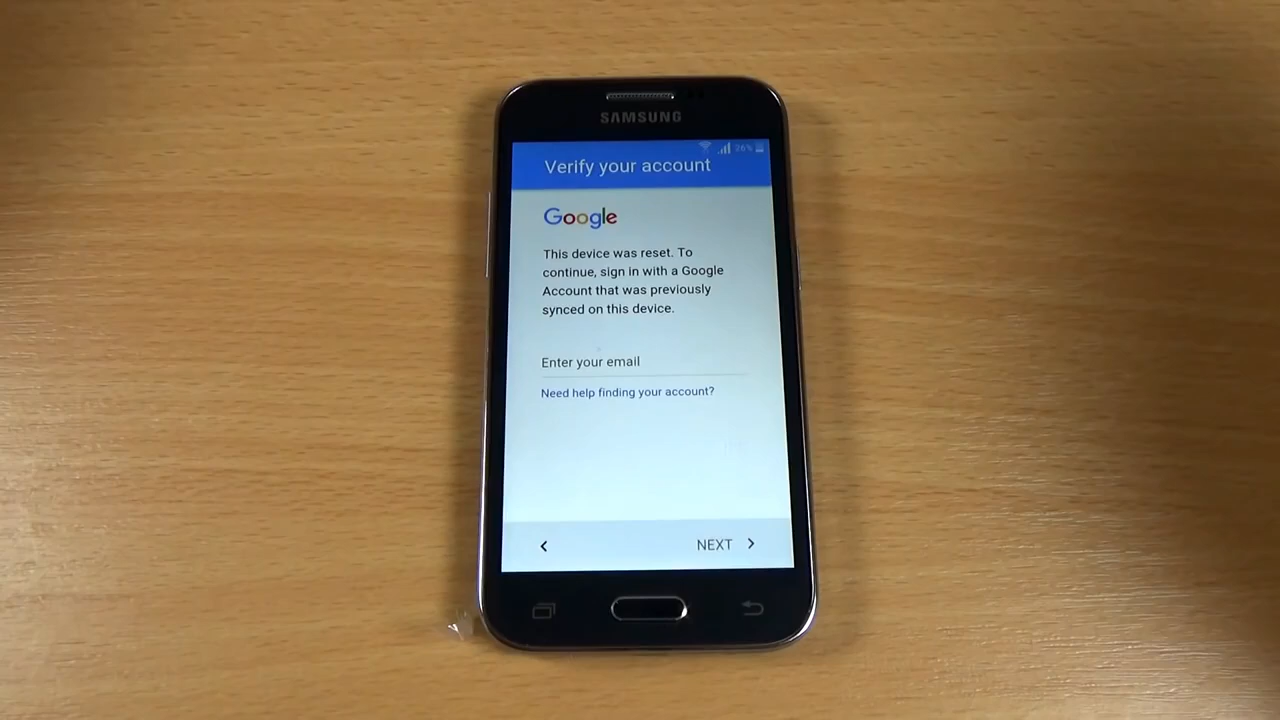 SAMSUNG
26%
Verify your account
Google
This device was reset. To
continue, sign in with a Google
Account that was previously
synced on this device.
Enter your email
Need help finding your account?
NEXT